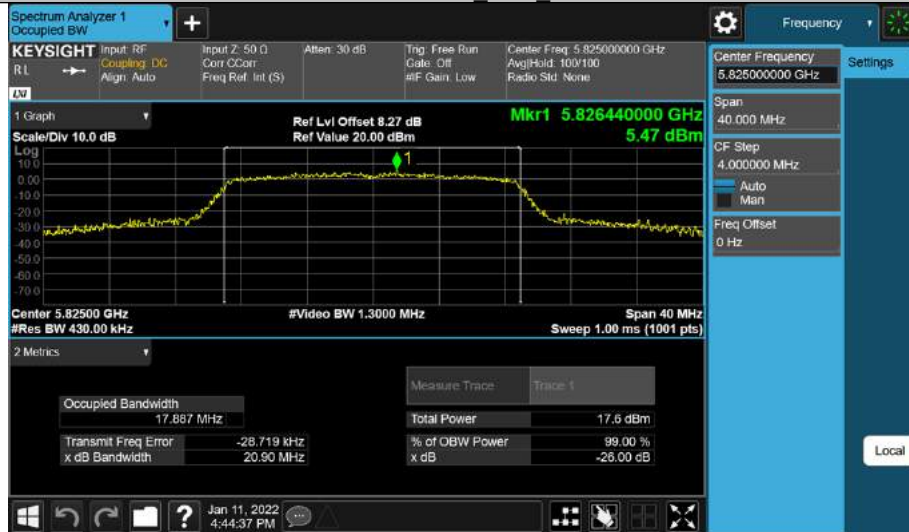 Spectrum Analyzer 1
Occupied BW
+
Frequency
KEYSIGHT
RL
LXI
Input: RF
Coupling: DC
Align: Auto
Input Z: 50 Ω
Corr CCorr
Freq Ref: Int (S)
Atten: 30 dB
Trig: Free Run
Gate: Off
#IF Gain: Low
Center Freq: 5.825000000 GHz
Avg|Hold: 100/100
Radio Std: None
Center Frequency
5.825000000 GHz
Settings
Span
40.000 MHz
CF Step
4.000000 MHz
Auto
Man
Freq Offset
0 Hz
Local
1 Graph
Scale/Div 10.0 dB
Ref Lvl Offset 8.27 dB
Ref Value 20.00 dBm
Mkr1 5.826440000 GHz
5.47 dBm
Log
10.0
0.00
-10.0
-20.0
-30.0
-40.0
-50.0
-60.0
-70.0
1
Center 5.82500 GHz
#Res BW 430.00 kHz
#Video BW 1.3000 MHz
Span 40 MHz
Sweep 1.00 ms (1001 pts)
2 Metrics
Measure Trace
Trace 1
Occupied Bandwidth
17.887 MHz
Total Power
17.6 dBm
Transmit Freq Error
-28.719 kHz
% of OBW Power
99.00 %
x dB Bandwidth
20.90 MHz
x dB
-26.00 dB
?
Jan 11, 2022
4:44:37 PM